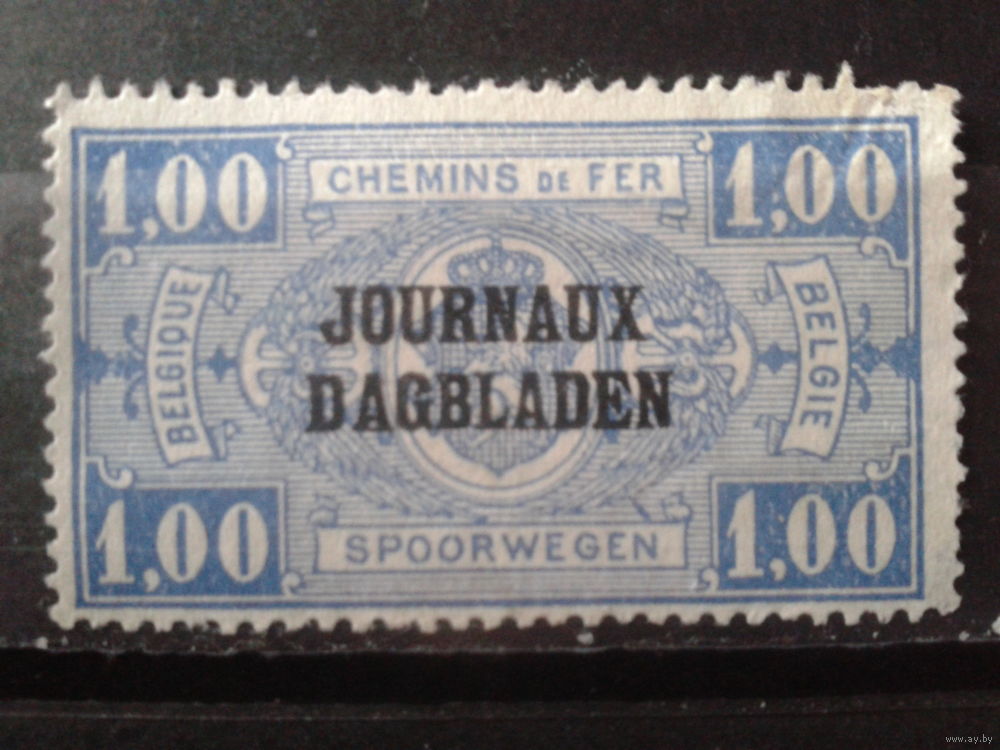 1,00 CHEMINS DE FER 1,00
BELGIQUE
JOURNAUX
DAGBLADEN
BELGIE
1,00 SPOORWEGEN 1,00
www.ay.by